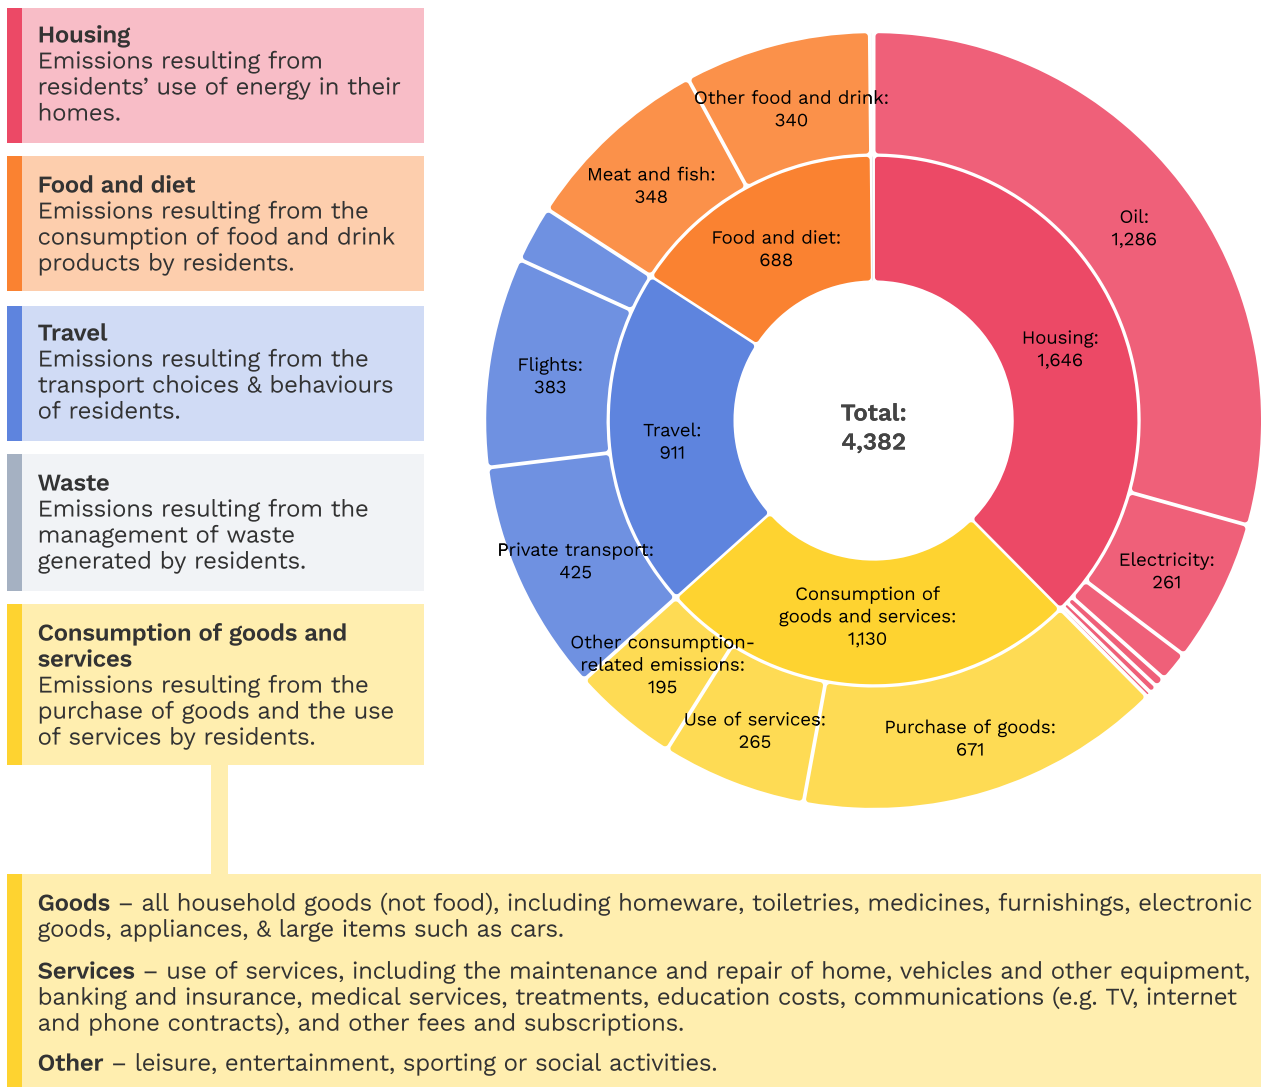 Housing
Emissions resulting from
residents’ use of energy in their
homes.
Food and diet
Emissions resulting from the
consumption of food and drink
products by residents.
Travel
Emissions resulting from the
transport choices & behaviours
of residents.
Waste
Emissions resulting from the
management of waste
generated by residents.
Consumption of goods and
services
Emissions resulting from the
purchase of goods and the use
of services by residents.
Other food and drink:
340
Meat and fish:
348
Food and diet:
688
Oil:
1,286
Housing:
1,646
Flights:
383
Travel:
911
Total:
4,382
Private transport:
425
Electricity:
261
Consumption of
goods and services:
1,130
Other consumption-
related emissions:
195
Use of services:
265
Purchase of goods:
671
Goods – all household goods (not food), including homeware, toiletries, medicines, furnishings, electronic
goods, appliances, & large items such as cars.
Services – use of services, including the maintenance and repair of home, vehicles and other equipment,
banking and insurance, medical services, treatments, education costs, communications (e.g. TV, internet
and phone contracts), and other fees and subscriptions.
Other – leisure, entertainment, sporting or social activities.